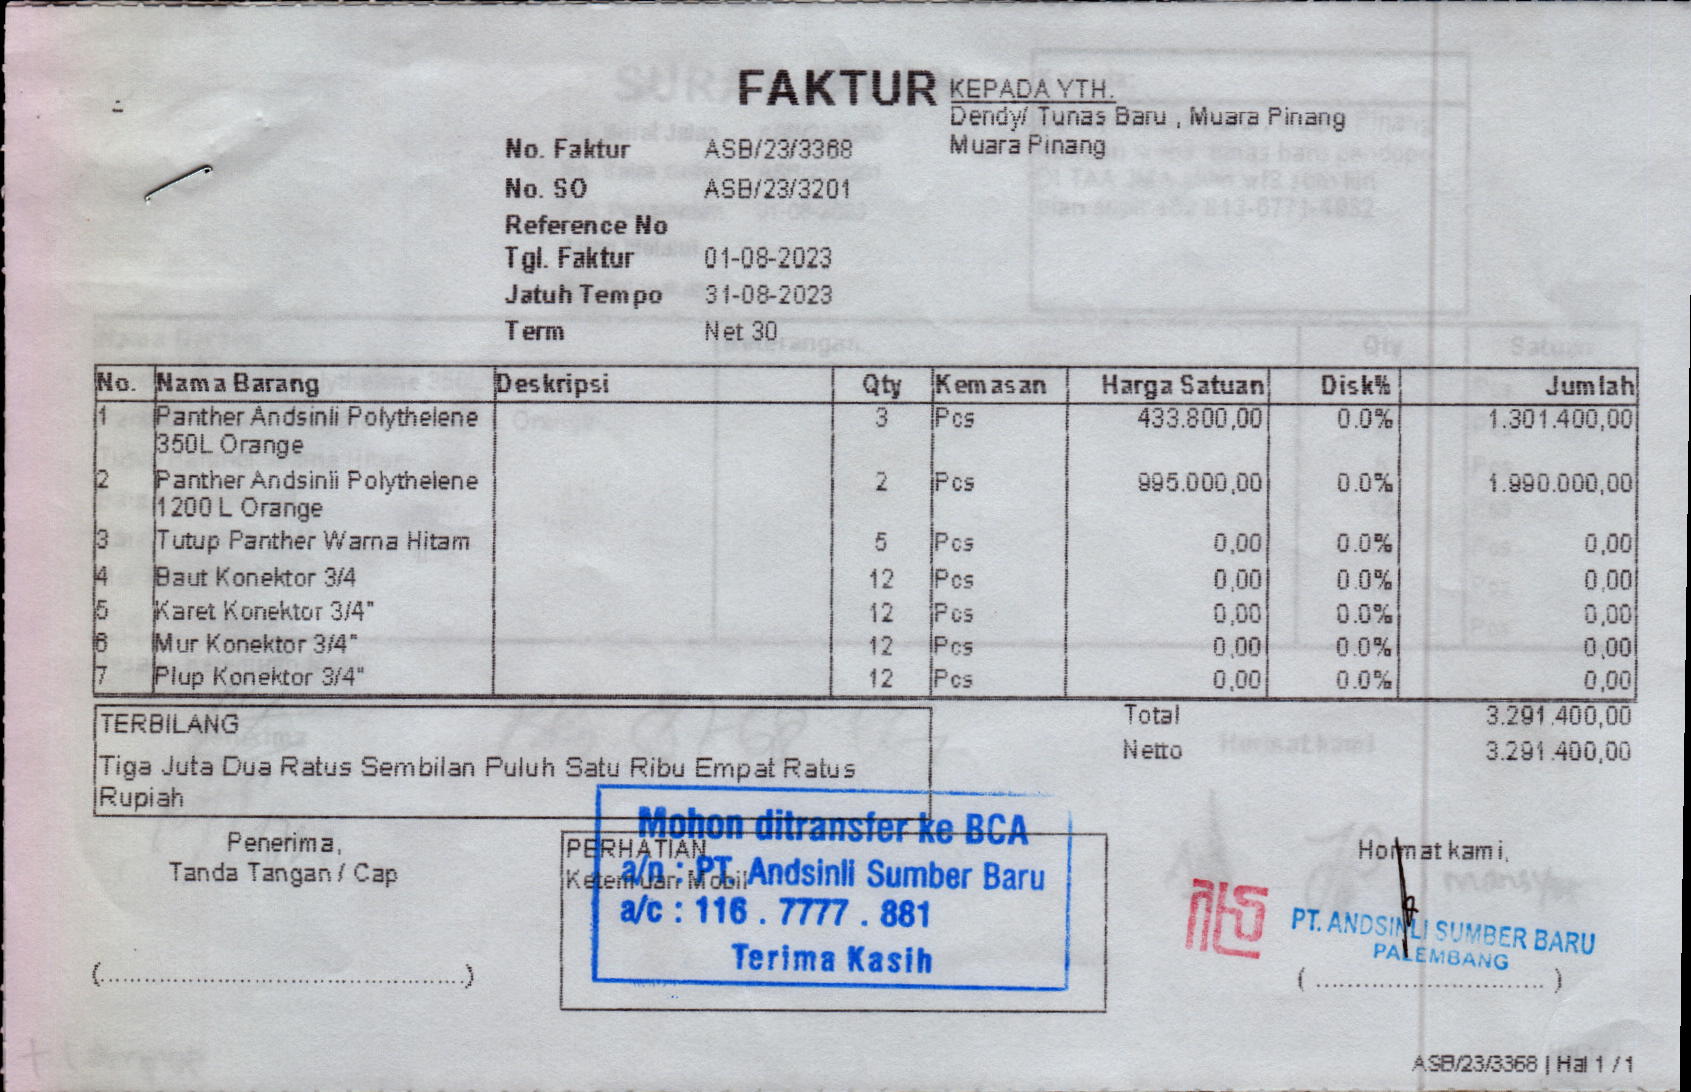 FAKTUR
KEPADA YTH.
Dendy/ Tunas Baru , Muara Pinang
Muara Pinang
No. Faktur ASB/23/3368
No. SO ASB/23/3201
Reference No
Tgl. Faktur 01-08-2023
Jatuh Tempo 31-08-2023
Term Net 30
No. Nama Barang Deskripsi Qty Kemasan Harga Satuan Disk% Jumlah
1 Panther Andsinli Polythelene 3 Pcs 433.800,00 0.0% 1.301.400,00
350L Orange
2 Panther Andsinli Polythelene 2 Pcs 995.000,00 0.0% 1.990.000,00
1200 L Orange
3 Tutup Panther Warna Hitam 5 Pcs 0,00 0.0% 0,00
4 Baut Konektor 3/4 12 Pcs 0,00 0.0% 0,00
5 Karet Konektor 3/4" 12 Pcs 0,00 0.0% 0,00
6 Mur Konektor 3/4" 12 Pcs 0,00 0.0% 0,00
7 Plup Konektor 3/4" 12 Pcs 0,00 0.0% 0,00
TERBILANG
Tiga Juta Dua Ratus Sembilan Puluh Satu Ribu Empat Ratus
Rupiah
Total 3.291.400,00
Netto 3.291.400,00
Penerima,
Tanda Tangan / Cap
(....................................................)
PERHATIAN
Ketemuan Mobil
Mohon ditransfer ke BCA
a/n : PT. Andsinli Sumber Baru
a/c : 116 . 7777 . 881
Terima Kasih
Hormat kami,
PT. ANDSINLI SUMBER BARU
PALEMBANG
( ................................ )
ASB/23/3368 | Hal 1 / 1